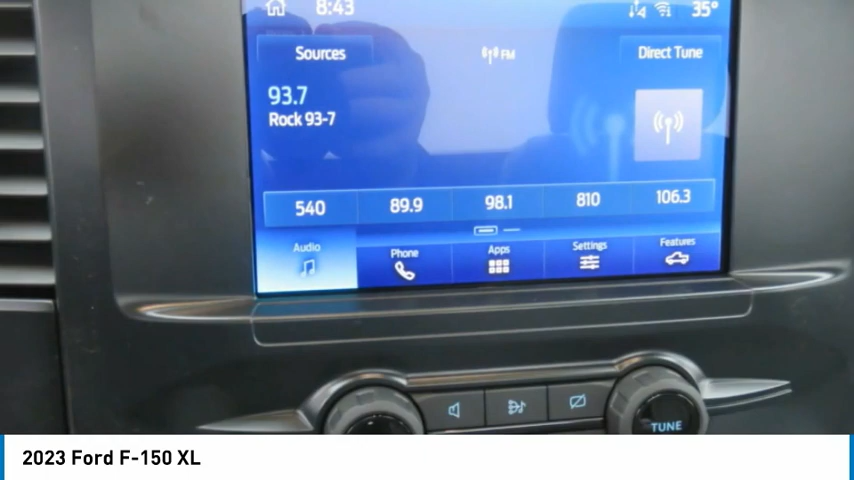 8:43 35°
Sources FM Direct Tune
93.7
Rock 93-7
540 89.9 98.1 810 106.3
Audio Phone Apps Settings Features
TUNE
2023 Ford F-150 XL